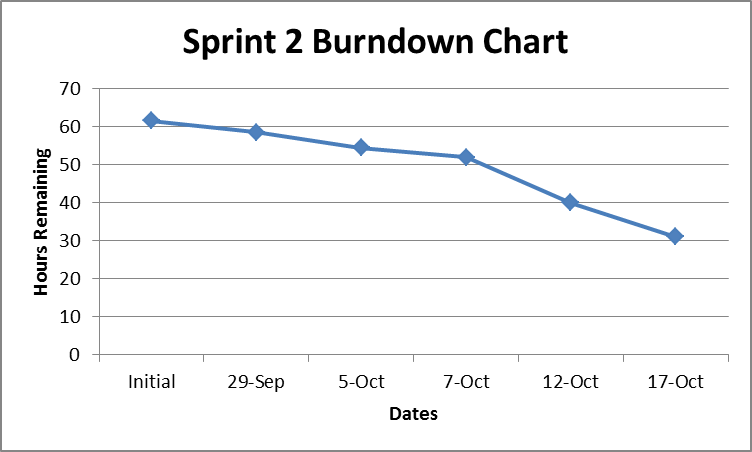 Sprint 2 Burndown Chart
70
60
50
40
30
20
10
0
Hours Remaining
Initial 29-Sep 5-Oct 7-Oct 12-Oct 17-Oct
Dates